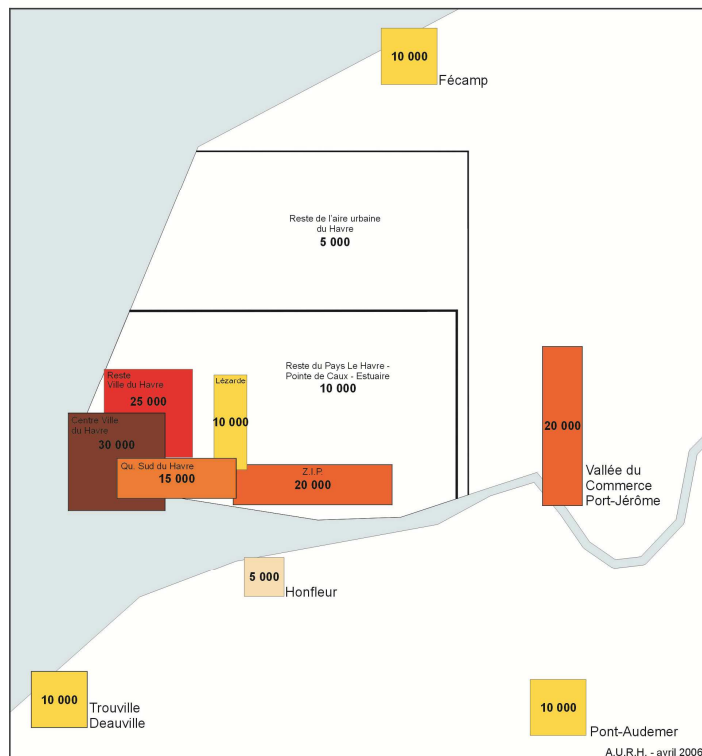 10 000
Fécamp
Reste de l'aire urbaine
du Havre
5 000
Reste du Pays Le Havre -
Pointe de Caux - Estuaire
10 000
Reste
Ville du Havre
25 000
Lézarde
10 000
Centre Ville
du Havre
30 000
Qu. Sud du Havre
15 000
Z.I.P.
20 000
20 000
Vallée du
Commerce
Port-Jérôme
5 000
Honfleur
10 000
Trouville
Deauville
10 000
Pont-Audemer
A.U.R.H. - avril 2006